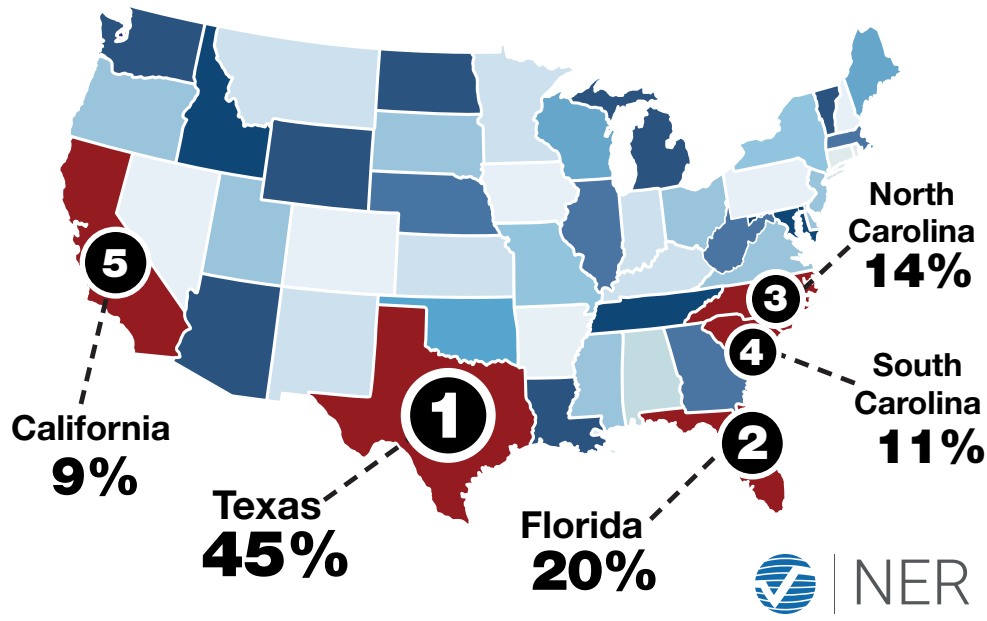 North
Carolina
14%
5
3
4
South
Carolina
11%
1
California
9%
2
Texas
45%
Florida
20%
NER